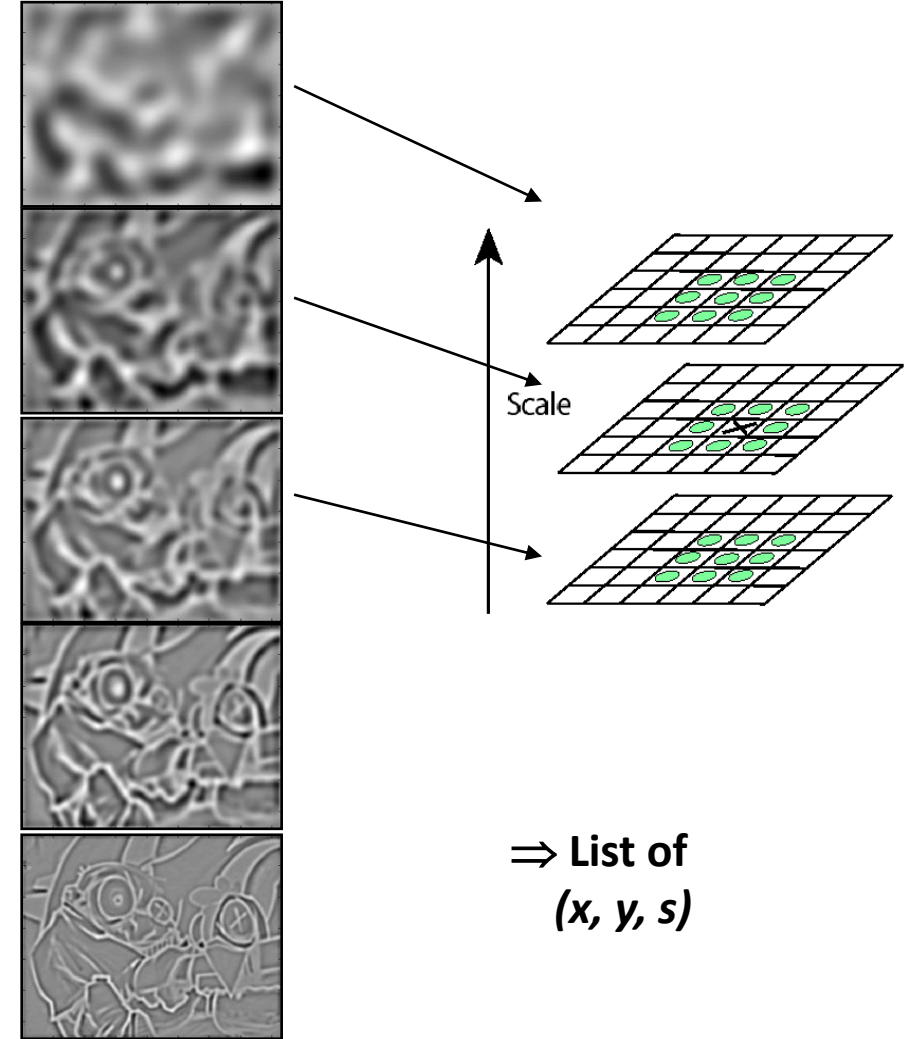 Scale
⇒ List of
(x, y, s)